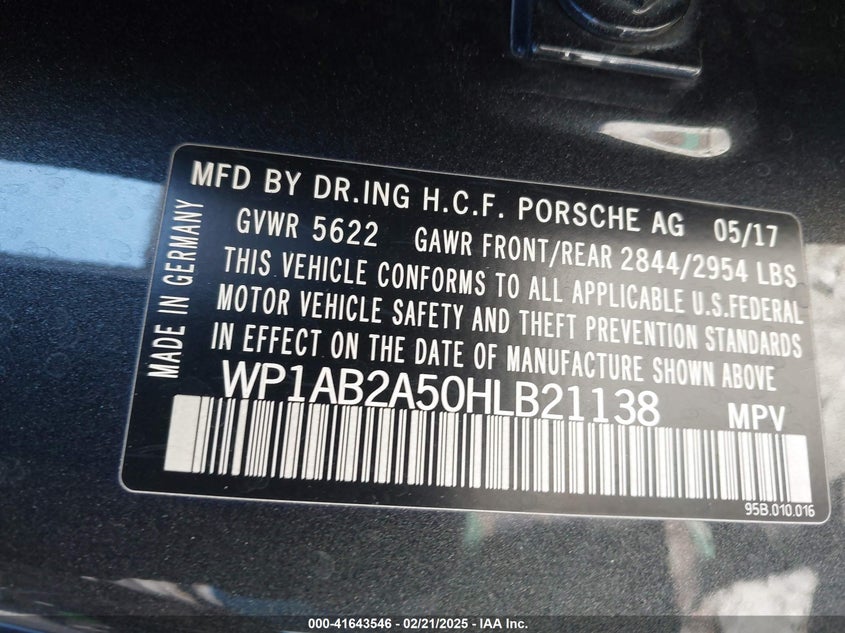 MFD BY DR.ING H.C.F. PORSCHE AG 05/17
GVWR 5622 GAWR FRONT/REAR 2844/2954 LBS
THIS VEHICLE CONFORMS TO ALL APPLICABLE U.S.FEDERAL
MOTOR VEHICLE SAFETY AND THEFT PREVENTION STANDARDS
IN EFFECT ON THE DATE OF MANUFACTURE SHOWN ABOVE
MADE IN GERMANY
WP1AB2A50HLB21138 MPV
95B.010.016
000-41643546 — 02/21/2025 — IAA Inc.